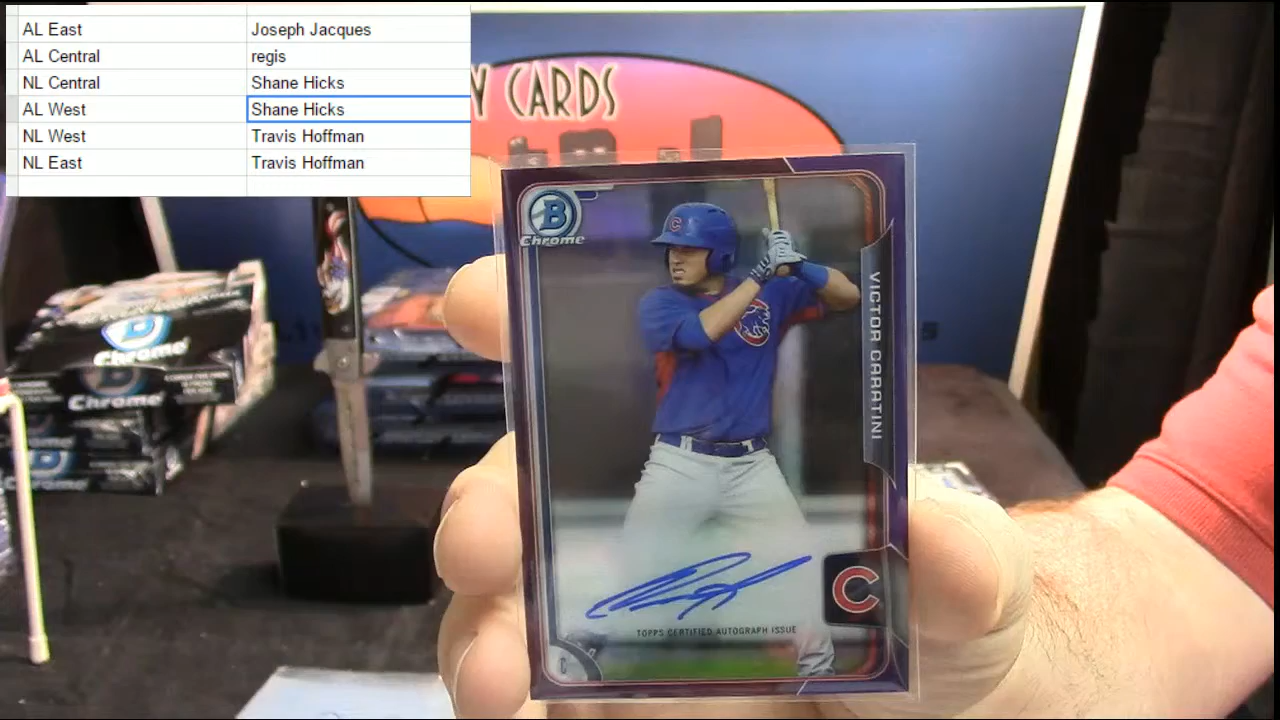 AL East Joseph Jacques
AL Central regis
NL Central Shane Hicks
AL West Shane Hicks
NL West Travis Hoffman
NL East Travis Hoffman
Y CARDS
B
Chrome
C
VICTOR CARATINI
C
C
TOPPS CERTIFIED AUTOGRAPH ISSUE
C
B
Chrome
B
Chrome